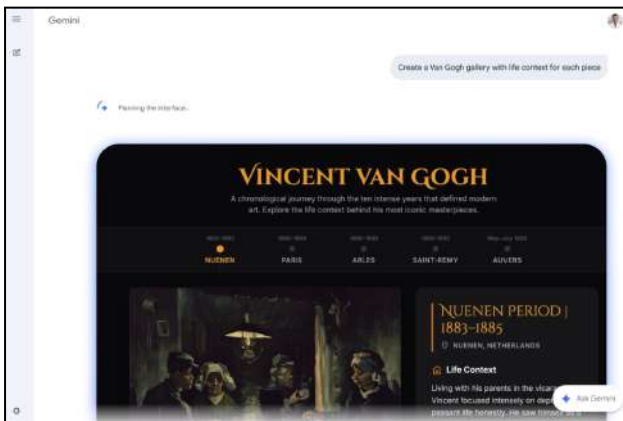 Gemini
Create a Van Gogh gallery with life context for each piece
Planning the interface..
VINCENT VAN GOGH
A chronological journey through the ten intense years that defined modern
art. Explore the life context behind his most iconic masterpieces.
NUENEN
PARIS
ARLES
SAINT-REMY
AUVERS
NUENEN PERIOD |
1883–1885
NUENEN, NETHERLANDS
Life Context
Living with his parents in the
Vincent focused intensely on
peasant life honestly. He saw himself
Ask Gemini